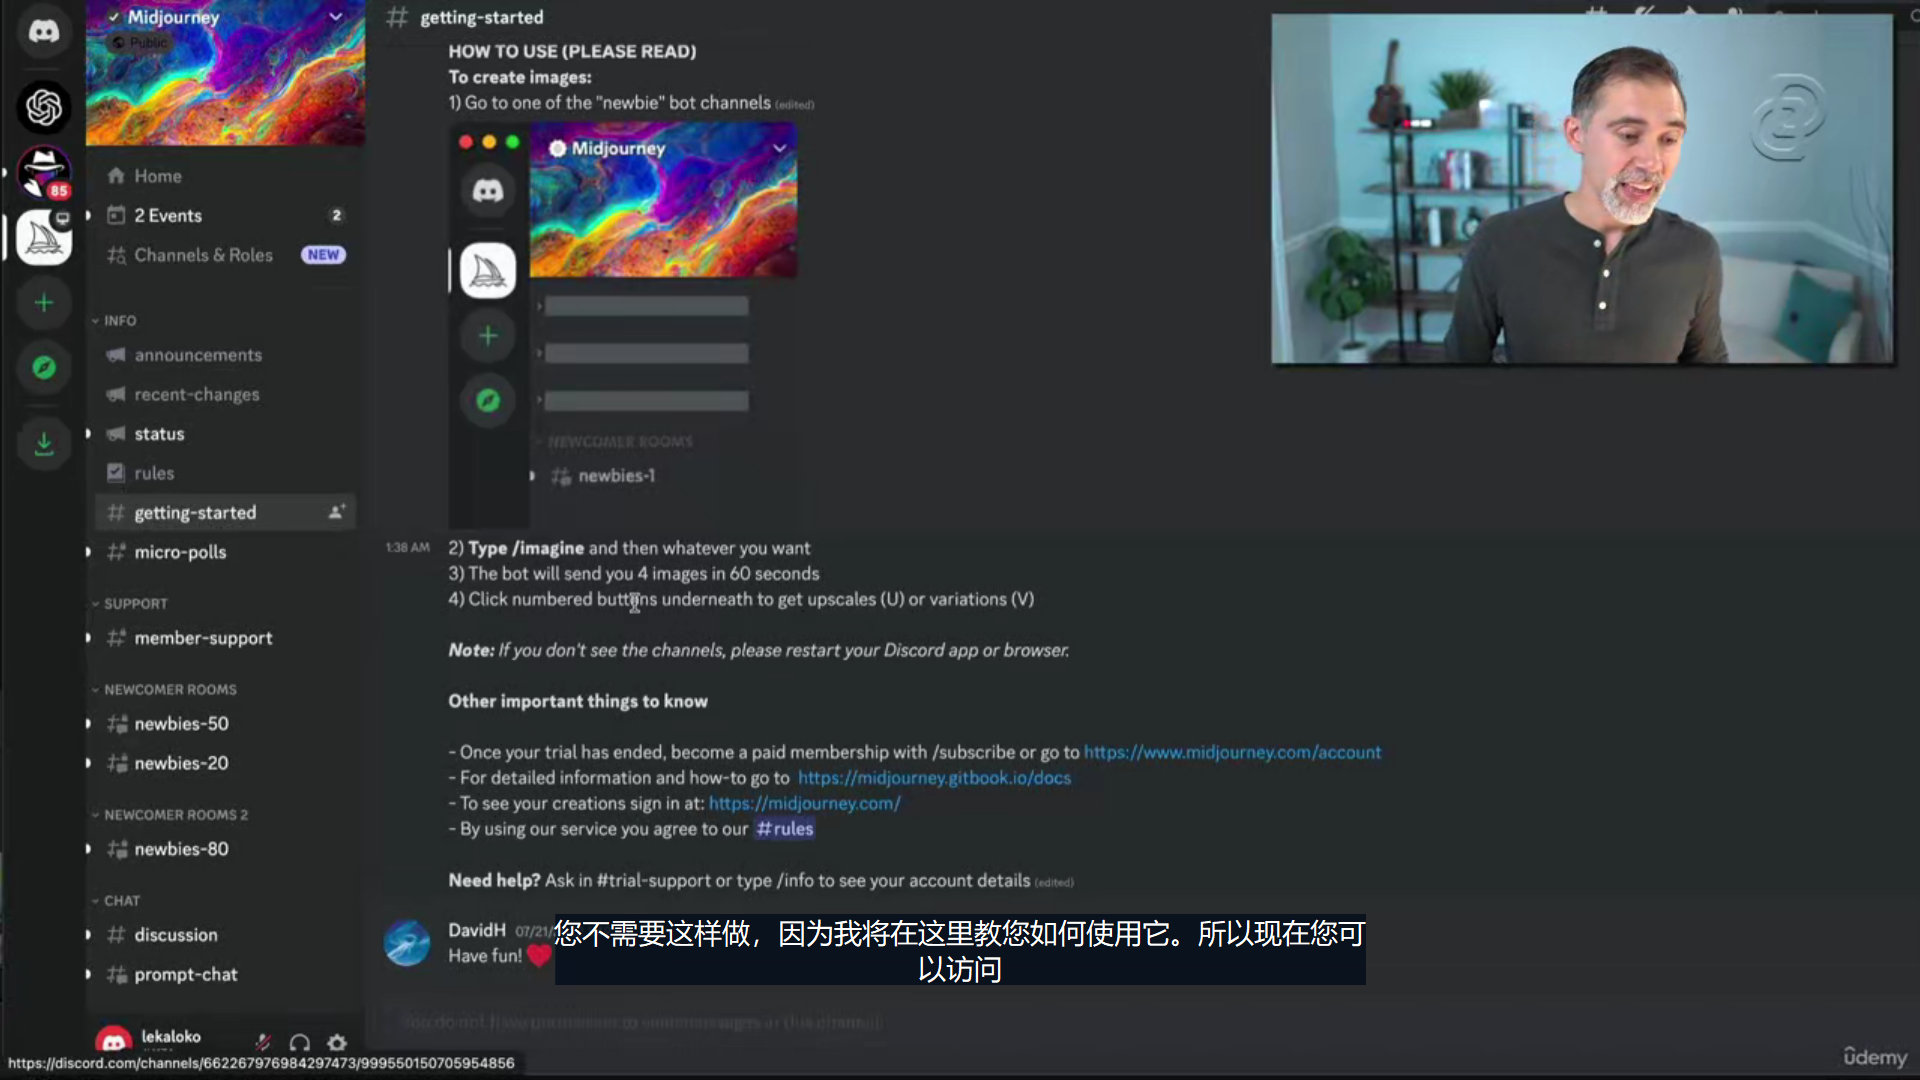 Midjourney
Public
Home
2 Events
2
Channels & Roles
NEW
85
INFO
announcements
recent-changes
status
rules
getting-started
micro-polls
SUPPORT
member-support
NEWCOMER ROOMS
newbies-50
newbies-20
NEWCOMER ROOMS 2
newbies-80
CHAT
discussion
prompt-chat
lekaloko
https://discord.com/channels/662267976984297473/999550150705954856
getting-started
HOW TO USE (PLEASE READ)
To create images:
1) Go to one of the "newbie" bot channels (edited)
Midjourney
NEWCOMER ROOMS
newbies-1
1:38 AM
2) Type /imagine and then whatever you want
3) The bot will send you 4 images in 60 seconds
4) Click numbered buttons underneath to get upscales (U) or variations (V)
Note: If you don't see the channels, please restart your Discord app or browser.
Other important things to know
- Once your trial has ended, become a paid membership with /subscribe or go to https://www.midjourney.com/account
- For detailed information and how-to go to https://midjourney.gitbook.io/docs
- To see your creations sign in at: https://midjourney.com/
- By using our service you agree to our #rules
Need help? Ask in #trial-support or type /info to see your account details (edited)
DavidH 07/21/
Have fun!
您不需要这样做，因为我将在这里教您如何使用它。所以现在您可
以访问
ûdemy